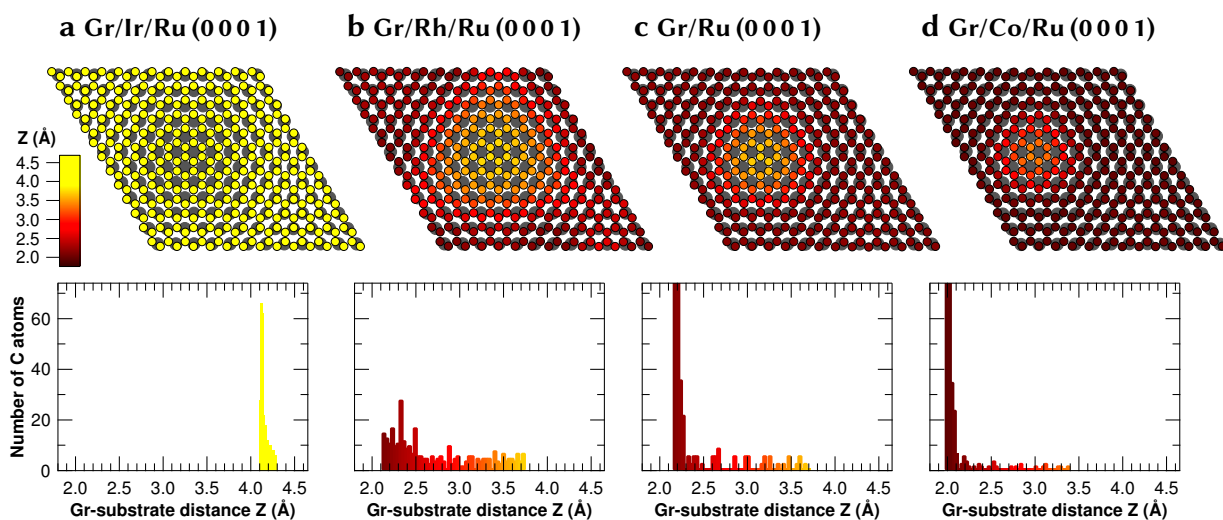 a Gr/Ir/Ru (0 0 0 1)
b Gr/Rh/Ru (0 0 0 1)
c Gr/Ru (0 0 0 1)
d Gr/Co/Ru (0 0 0 1)
Z (Å)
4.5
4.0
3.5
3.0
2.5
2.0
Number of C atoms
60
40
20
0
2.0 2.5 3.0 3.5 4.0 4.5
2.0 2.5 3.0 3.5 4.0 4.5
2.0 2.5 3.0 3.5 4.0 4.5
2.0 2.5 3.0 3.5 4.0 4.5
Gr-substrate distance Z (Å)
Gr-substrate distance Z (Å)
Gr-substrate distance Z (Å)
Gr-substrate distance Z (Å)